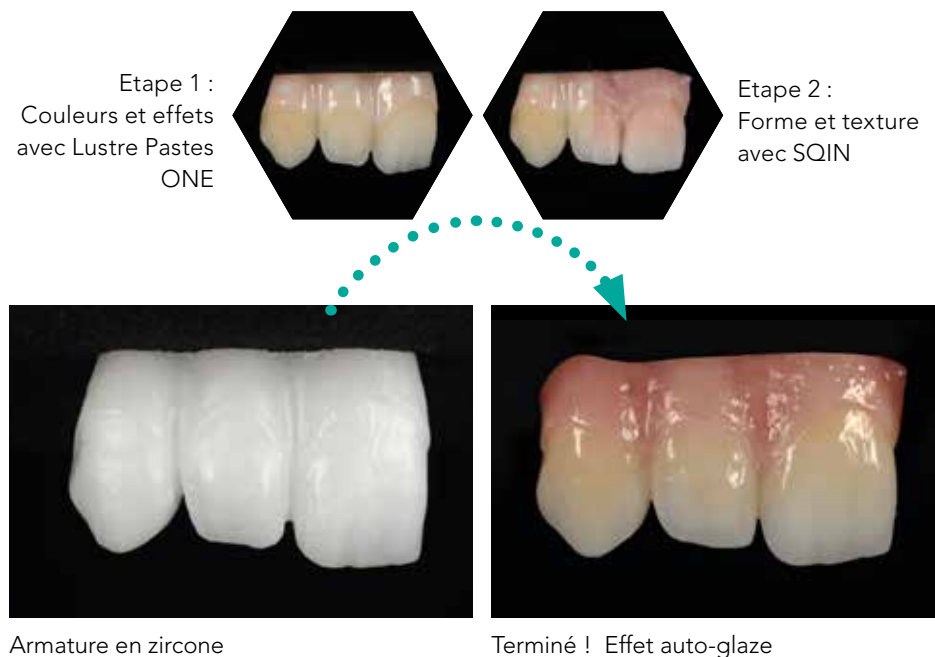 Etape 1 :
Couleurs et effets
avec Lustre Pastes
ONE
Etape 2 :
Forme et texture
avec SQIN
Armature en zircone
Terminé ! Effet auto-glaze